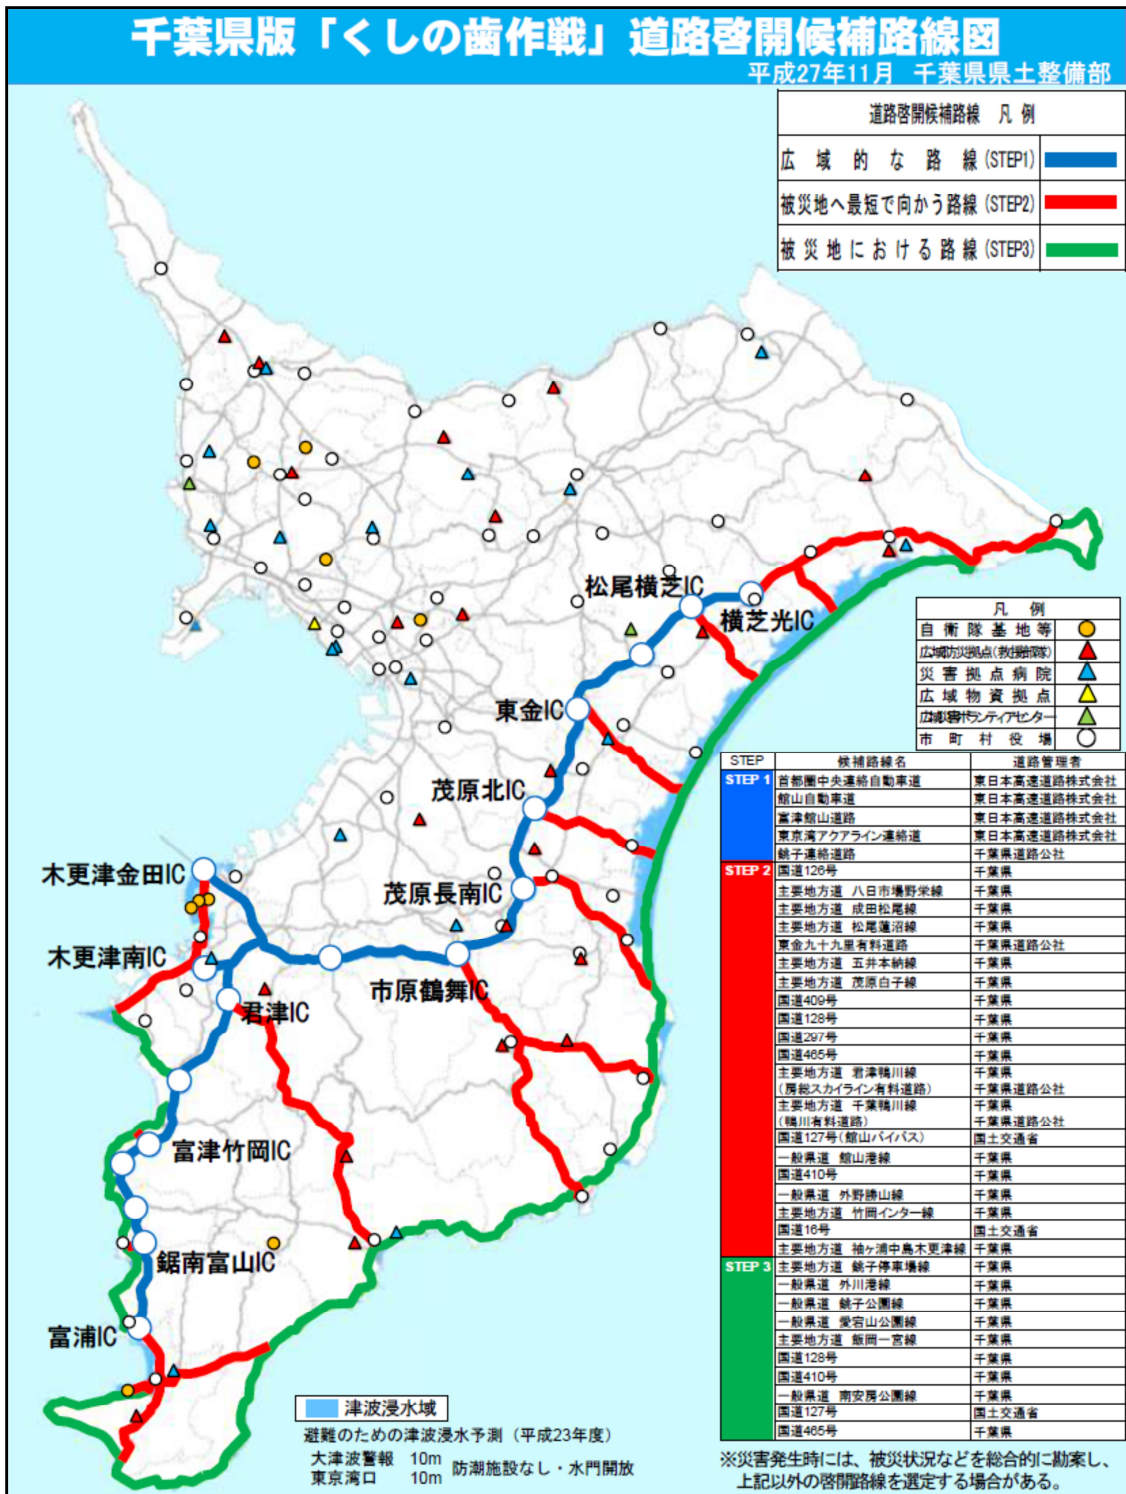 千葉県版「くしの歯作戦」道路啓開候補路線図
平成27年11月 千葉県県土整備部
道路啓開候補路線 凡 例
広域的な路線(STEP1)
被災地へ最短で向かう路線(STEP2)
被災地における路線(STEP3)
松尾横芝IC
横芝光IC
東金IC
茂原北IC
木更津金田IC
茂原長南IC
木更津南IC
市原鶴舞IC
君津IC
富津竹岡IC
鋸南富山IC
富浦IC
凡 例
自衛隊基地等
広域防災拠点(救援部隊)
災害拠点病院
広域物資拠点
広域災害ボランティアセンター
市町村役場
STEP 候補路線名 道路管理者
STEP 1 首都圏中央連絡自動車道 東日本高速道路株式会社
館山自動車道 東日本高速道路株式会社
富津館山道路 東日本高速道路株式会社
東京湾アクアライン連絡道 東日本高速道路株式会社
銚子連絡道路 千葉県道路公社
STEP 2 国道126号 千葉県
主要地方道 八日市場野栄線 千葉県
主要地方道 成田松尾線 千葉県
主要地方道 松尾蓮沼線 千葉県
東金九十九里有料道路 千葉県道路公社
主要地方道 五井本納線 千葉県
主要地方道 茂原白子線 千葉県
国道409号 千葉県
国道128号 千葉県
国道297号 千葉県
国道465号 千葉県
主要地方道 君津鴨川線 千葉県
(房総スカイライン有料道路) 千葉県道路公社
主要地方道 千葉鴨川線 千葉県
(鴨川有料道路) 千葉県道路公社
国道127号(館山バイパス) 国土交通省
一般県道 館山港線 千葉県
国道410号 千葉県
一般県道 外野勝山線 千葉県
主要地方道 竹岡インター線 千葉県
国道16号 国土交通省
主要地方道 袖ヶ浦中島木更津線 千葉県
STEP 3 主要地方道 銚子停車場線 千葉県
一般県道 外川港線 千葉県
一般県道 銚子公園線 千葉県
一般県道 愛宕山公園線 千葉県
主要地方道 飯岡一宮線 千葉県
国道128号 千葉県
国道410号 千葉県
一般県道 南安房公園線 千葉県
国道127号 国土交通省
国道465号 千葉県
津波浸水域
避難のための津波浸水予測(平成23年度)
大津波警報 10m 防潮施設なし・水門開放
東京湾口 10m
※災害発生時には、被災状況などを総合的に勘案し、
上記以外の啓開路線を選定する場合がある。